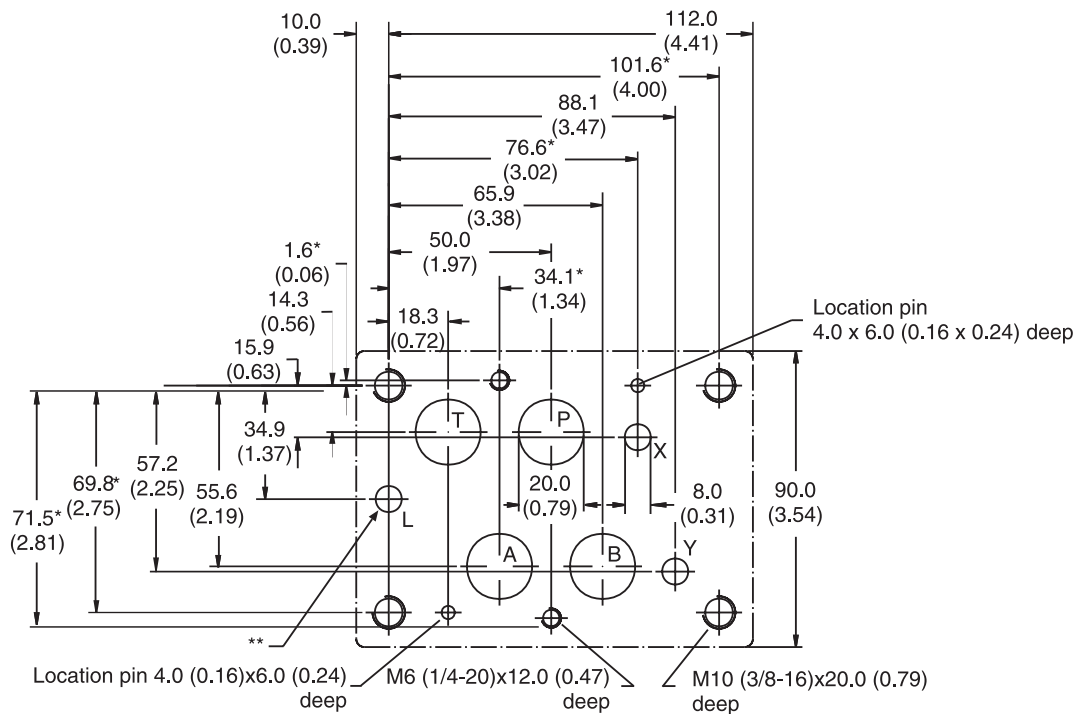 10.0
(0.39)
112.0
(4.41)
101.6*
(4.00)
88.1
(3.47)
76.6*
(3.02)
65.9
(3.38)
50.0
(1.97)
1.6*
(0.06)
34.1*
(1.34)
14.3
(0.56)
18.3
(0.72)
Location pin
4.0 x 6.0 (0.16 x 0.24) deep
15.9
(0.63)
T
P
X
34.9
(1.37)
57.2
(2.25)
69.8*
(2.75)
55.6
(2.19)
71.5*
(2.81)
20.0
(0.79)
8.0
(0.31)
90.0
(3.54)
L
A
B
Y
**
Location pin 4.0 (0.16)x6.0 (0.24)
deep
M6 (1/4-20)x12.0 (0.47)
deep
M10 (3/8-16)x20.0 (0.79)
deep